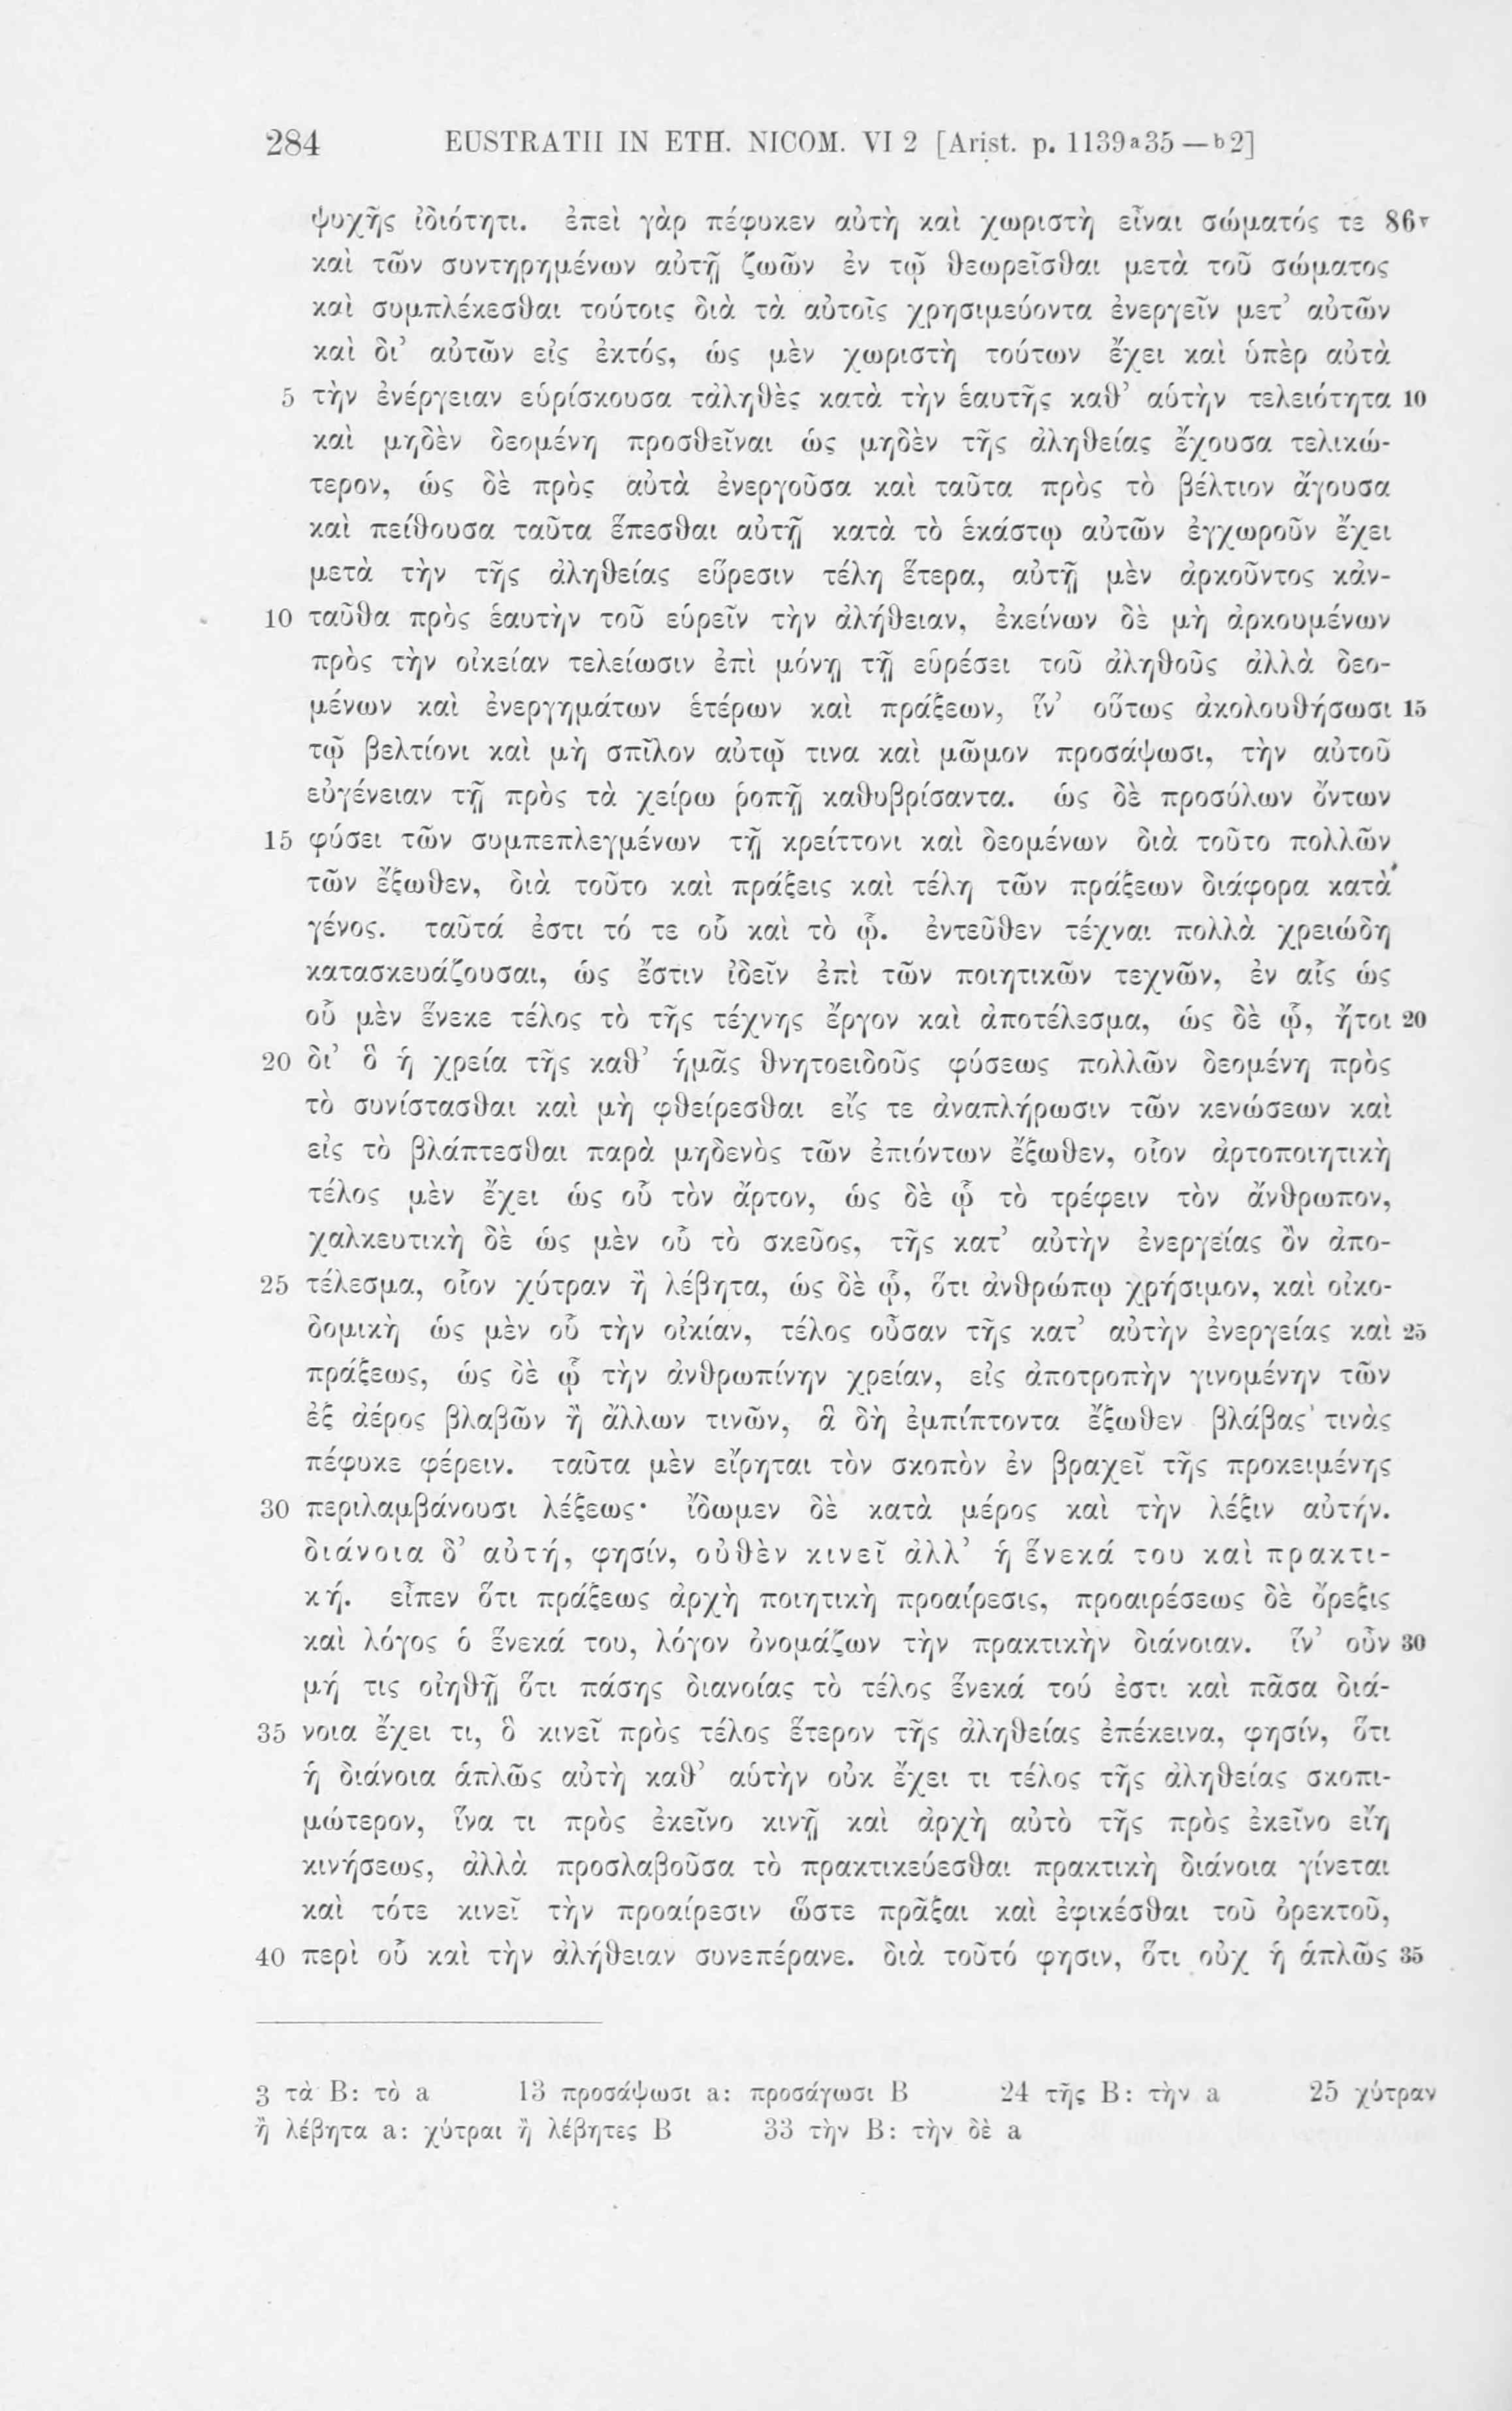 284 EUSTRATII IN ETH. NICOM. VI 2 [Arist. p. 1139a35—b2]
ψυχῆς ἰδιότητι. ἐπεὶ γὰρ πέφυκεν αὐτὴ καὶ χωριστὴ εἶναι σώματός τε 86v
καὶ τῶν συντηρημένων αὐτῇ ζωῶν ἐν τῷ θεωρεῖσθαι μετὰ τοῦ σώματος
καὶ συμπλέκεσθαι τούτοις διὰ τὰ αὐτοῖς χρησιμεύοντα ἐνεργεῖν μετ’ αὐτῶν
καὶ δι’ αὐτῶν εἰς ἐκτός, ὡς μὲν χωριστὴ τούτων ἔχει καὶ ὑπὲρ αὐτὰ
5 τὴν ἐνέργειαν εὑρίσκουσα τἀληθὲς κατὰ τὴν ἑαυτῆς καθ’ αὑτὴν τελειότητα 10
καὶ μηδὲν δεομένη προσθεῖναι ὡς μηδὲν τῆς ἀληθείας ἔχουσα τελικώ-
τερον, ὡς δὲ πρὸς αὐτὰ ἐνεργοῦσα καὶ ταῦτα πρὸς τὸ βέλτιον ἄγουσα
καὶ πείθουσα ταῦτα ἕπεσθαι αὐτῇ κατὰ τὸ ἑκάστῳ αὐτῶν ἐγχωροῦν ἔχει
μετὰ τὴν τῆς ἀληθείας εὕρεσιν τέλη ἕτερα, αὐτῇ μὲν ἀρκοῦντος κἀν-
10 ταῦθα πρὸς ἑαυτὴν τοῦ εὑρεῖν τὴν ἀλήθειαν, ἐκείνων δὲ μὴ ἀρκουμένων
πρὸς τὴν οἰκείαν τελείωσιν ἐπὶ μόνῃ τῇ εὑρέσει τοῦ ἀληθοῦς ἀλλὰ δεο-
μένων καὶ ἐνεργημάτων ἑτέρων καὶ πράξεων, ἵν’ οὕτως ἀκολουθήσωσι 15
τῷ βελτίονι καὶ μὴ σπῖλον αὐτῷ τινα καὶ μῶμον προσάψωσι, τὴν αὐτοῦ
εὐγένειαν τῇ πρὸς τὰ χείρω ῥοπῇ καθυβρίσαντα. ὡς δὲ προσύλων ὄντων
15 φύσει τῶν συμπεπλεγμένων τῇ κρείττονι καὶ δεομένων διὰ τοῦτο πολλῶν
τῶν ἔξωθεν, διὰ τοῦτο καὶ πράξεις καὶ τέλη τῶν πράξεων διάφορα κατὰ
γένος. ταῦτά ἐστι τό τε οὗ καὶ τὸ ᾧ. ἐντεῦθεν τέχναι πολλὰ χρειώδη
κατασκευάζουσαι, ὡς ἔστιν ἰδεῖν ἐπὶ τῶν ποιητικῶν τεχνῶν, ἐν αἷς ὡς
οὗ μὲν ἕνεκε τέλος τὸ τῆς τέχνης ἔργον καὶ ἀποτέλεσμα, ὡς δὲ ᾧ, ἤτοι 20
20 δι’ ὃ ἡ χρεία τῆς καθ’ ἡμᾶς θνητοειδοῦς φύσεως πολλῶν δεομένη πρὸς
τὸ συνίστασθαι καὶ μὴ φθείρεσθαι εἴς τε ἀναπλήρωσιν τῶν κενώσεων καὶ
εἰς τὸ βλάπτεσθαι παρὰ μηδενὸς τῶν ἐπιόντων ἔξωθεν, οἷον ἀρτοποιητικὴ
τέλος μὲν ἔχει ὡς οὗ τὸν ἄρτον, ὡς δὲ ᾧ τὸ τρέφειν τὸν ἄνθρωπον,
χαλκευτικὴ δὲ ὡς μὲν οὗ τὸ σκεῦος, τῆς κατ’ αὐτὴν ἐνεργείας ὂν ἀπο-
25 τέλεσμα, οἷον χύτραν ἢ λέβητα, ὡς δὲ ᾧ, ὅτι ἀνθρώπῳ χρήσιμον, καὶ οἰκο-
δομικὴ ὡς μὲν οὗ τὴν οἰκίαν, τέλος οὖσαν τῆς κατ’ αὐτὴν ἐνεργείας καὶ 25
πράξεως, ὡς δὲ ᾧ τὴν ἀνθρωπίνην χρείαν, εἰς ἀποτροπὴν γινομένην τῶν
ἐξ ἀέρος βλαβῶν ἢ ἄλλων τινῶν, ἃ δὴ ἐμπίπτοντα ἔξωθεν βλάβας τινὰς
πέφυκε φέρειν. ταῦτα μὲν εἴρηται τὸν σκοπὸν ἐν βραχεῖ τῆς προκειμένης
30 περιλαμβάνουσι λέξεως· ἴδωμεν δὲ κατὰ μέρος καὶ τὴν λέξιν αὐτήν.
διάνοια δ’ αὐτή, φησίν, οὐθὲν κινεῖ ἀλλ’ ἡ ἕνεκά του καὶ πρακτι-
κή. εἶπεν ὅτι πράξεως ἀρχὴ ποιητικὴ προαίρεσις, προαιρέσεως δὲ ὄρεξις
καὶ λόγος ὁ ἕνεκά του, λόγον ὀνομάζων τὴν πρακτικὴν διάνοιαν. ἵν’ οὖν 30
μή τις οἰηθῇ ὅτι πάσης διανοίας τὸ τέλος ἕνεκά τού ἐστι καὶ πᾶσα διά-
35 νοια ἔχει τι, ὃ κινεῖ πρὸς τέλος ἕτερον τῆς ἀληθείας ἐπέκεινα, φησίν, ὅτι
ἡ διάνοια ἁπλῶς αὐτὴ καθ’ αὑτὴν οὐκ ἔχει τι τέλος τῆς ἀληθείας σκοπι-
μώτερον, ἵνα τι πρὸς ἐκεῖνο κινῇ καὶ ἀρχὴ αὐτὸ τῆς πρὸς ἐκεῖνο εἴη
κινήσεως, ἀλλὰ προσλαβοῦσα τὸ πρακτικεύεσθαι πρακτικὴ διάνοια γίνεται
καὶ τότε κινεῖ τὴν προαίρεσιν ὥστε πρᾶξαι καὶ ἐφικέσθαι τοῦ ὀρεκτοῦ,
40 περὶ οὗ καὶ τὴν ἀλήθειαν συνεπέρανε. διὰ τοῦτό φησιν, ὅτι οὐχ ἡ ἁπλῶς 35
3 τὰ B: τὸ a 13 προσάψωσι a: προσάγωσι B 24 τῆς B: τὴν a 25 χύτραν
ἢ λέβητα a: χύτραι ἢ λέβητες B 33 τὴν B: τὴν δὲ a